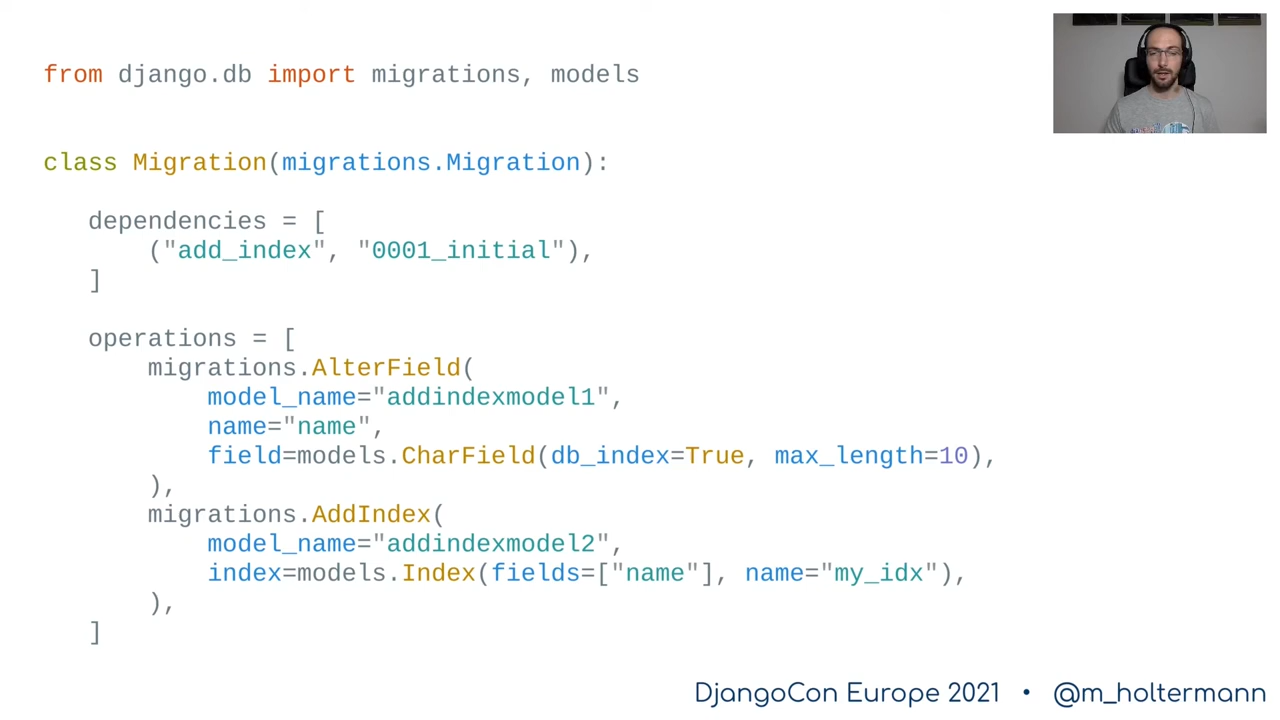 from django.db import migrations, models
class Migration(migrations.Migration):
dependencies = [
("add_index", "0001_initial"),
]
operations = [
migrations.AlterField(
model_name="addindexmodel1",
name="name",
field=models.CharField(db_index=True, max_length=10),
),
migrations.AddIndex(
model_name="addindexmodel2",
index=models.Index(fields=["name"], name="my_idx"),
),
]
DjangoCon Europe 2021 • @m_holtermann